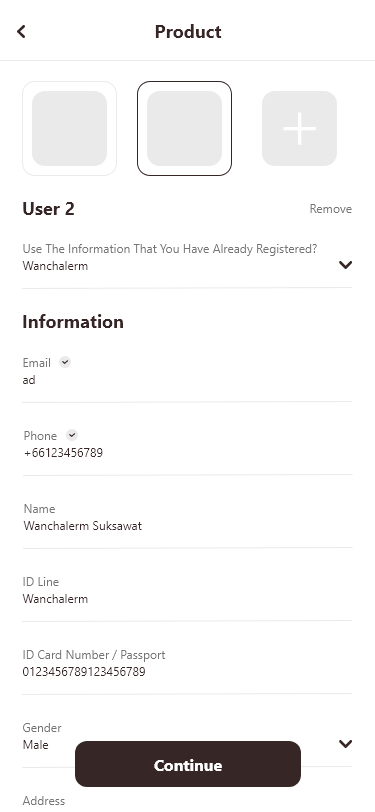 Product
User 2
Remove
Use The Information That You Have Already Registered?
Wanchalerm
Information
Email
ad
Phone
+66123456789
Name
Wanchalerm Suksawat
ID Line
Wanchalerm
ID Card Number / Passport
0123456789123456789
Gender
Male
Continue
Address